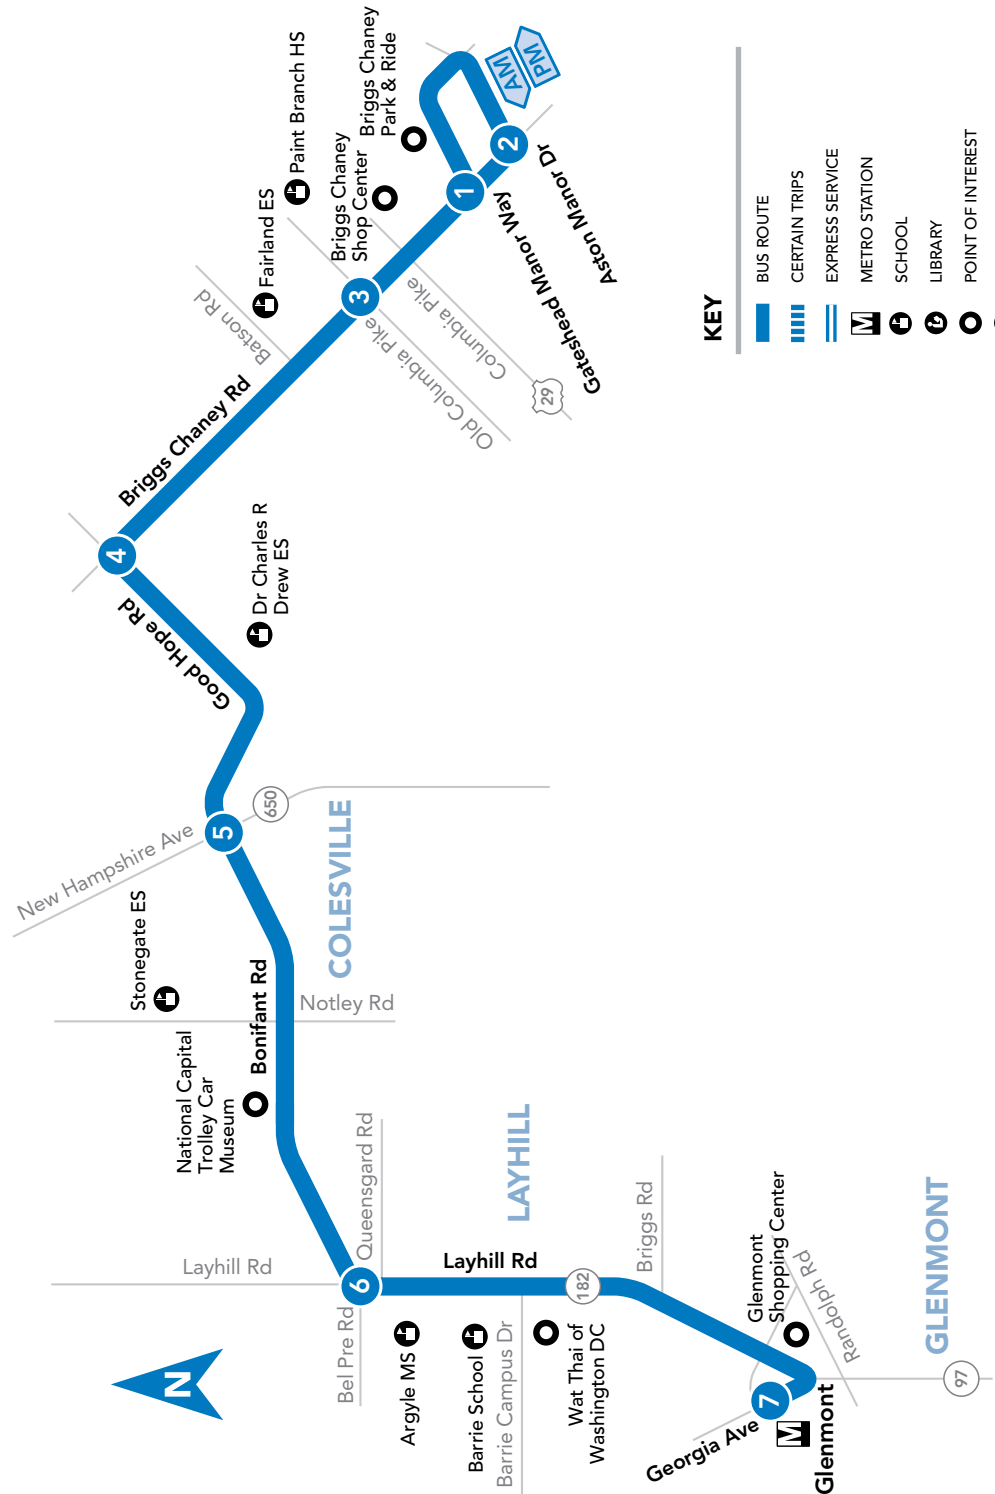 Paint Branch HS
Fairland ES
Briggs Chaney
Park & Ride
Briggs Chaney
Shop Center
AM
PM
1
2
3
4
5
6
7
Gateshead Manor Way
Aston Manor Dr
Columbia Pike
Old Columbia Pike
29
Batson Rd
Briggs Chaney Rd
Good Hope Rd
Dr Charles R
Drew ES
New Hampshire Ave
650
COLESVILLE
Stonegate ES
Notley Rd
Bonifant Rd
National Capital
Trolley Car
Museum
Queensgard Rd
Layhill Rd
Bel Pre Rd
LAYHILL
Layhill Rd
182
Argyle MS
Barrie School
Barrie Campus Dr
Wat Thai of
Washington DC
Briggs Rd
Glenmont
Shopping Center
Randolph Rd
GLENMONT
97
Georgia Ave
M
Glenmont
N
KEY
BUS ROUTE
CERTAIN TRIPS
EXPRESS SERVICE
M
METRO STATION
SCHOOL
LIBRARY
POINT OF INTEREST